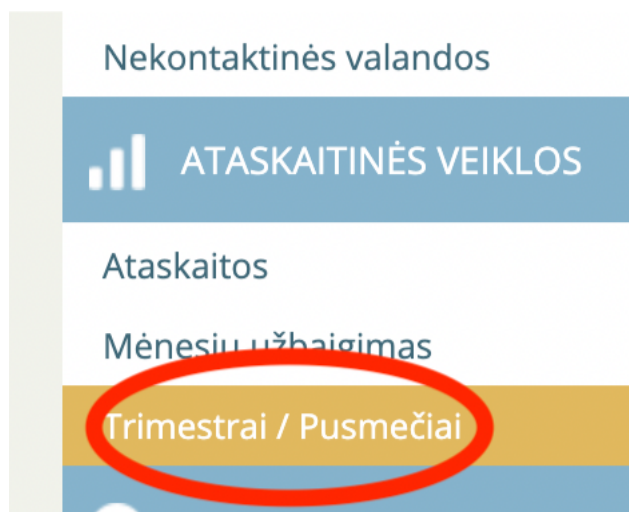 Nekontaktinės valandos
ATASKAITINĖS VEIKLOS
Ataskaitos
Mėnesių užbaigimas
Trimestrai / Pusmečiai